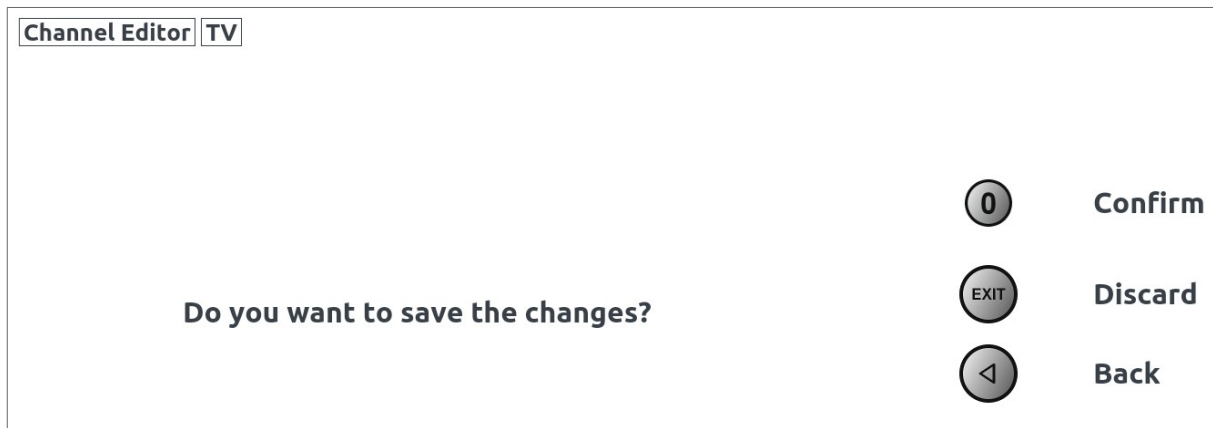 Channel Editor TV
0 Confirm
Do you want to save the changes?
EXIT Discard
Back